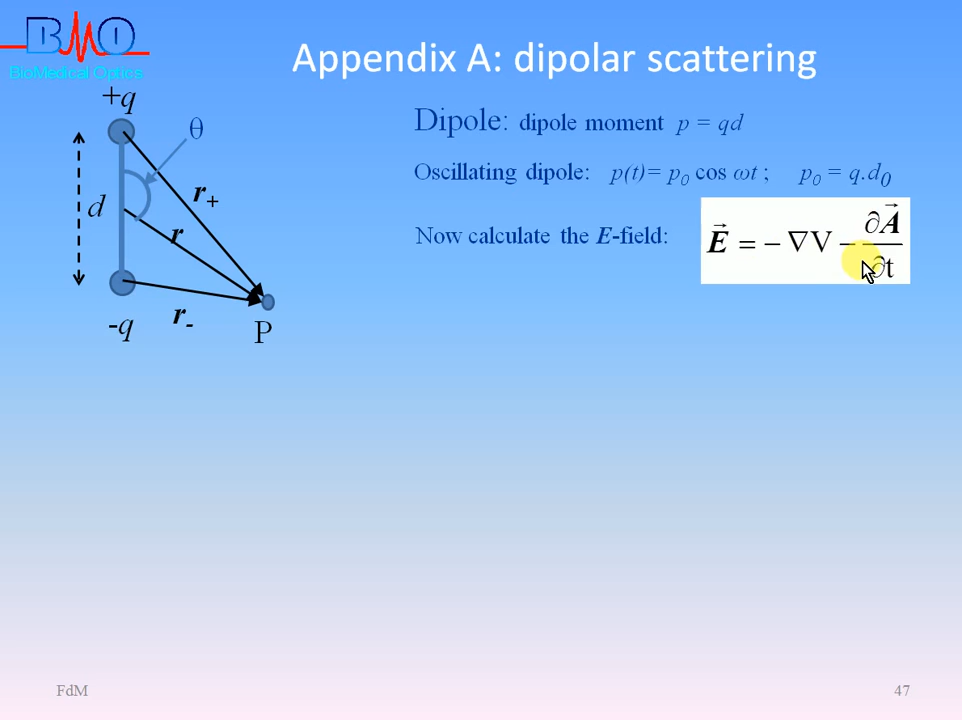 BMO
BioMedical Optics
Appendix A: dipolar scattering
+q
θ
d
r+
r
r-
-q
P
Dipole: dipole moment p = qd
Oscillating dipole: p(t)= p₀ cos ωt ; p₀ = q.d₀
Now calculate the E-field: E⃗ = − ∇V − ∂A⃗/∂t
FdM
47